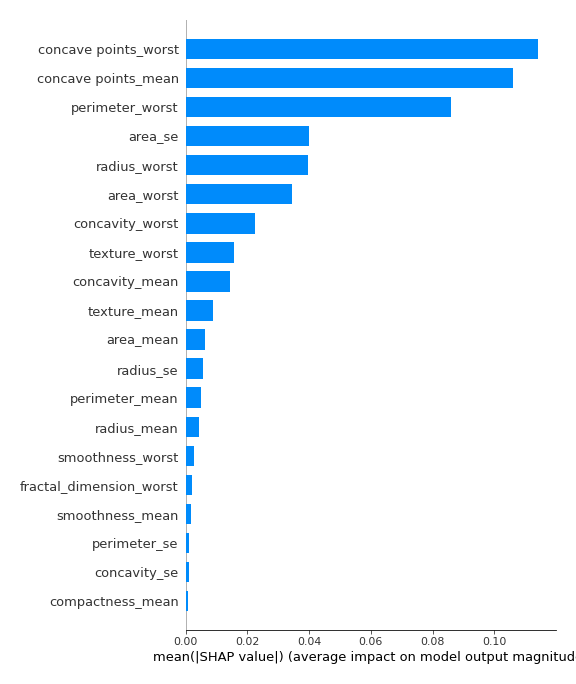 concave points_worst
concave points_mean
perimeter_worst
area_se
radius_worst
area_worst
concavity_worst
texture_worst
concavity_mean
texture_mean
area_mean
radius_se
perimeter_mean
radius_mean
smoothness_worst
fractal_dimension_worst
smoothness_mean
perimeter_se
concavity_se
compactness_mean
0.00 0.02 0.04 0.06 0.08 0.10
mean(|SHAP value|) (average impact on model output magnitud